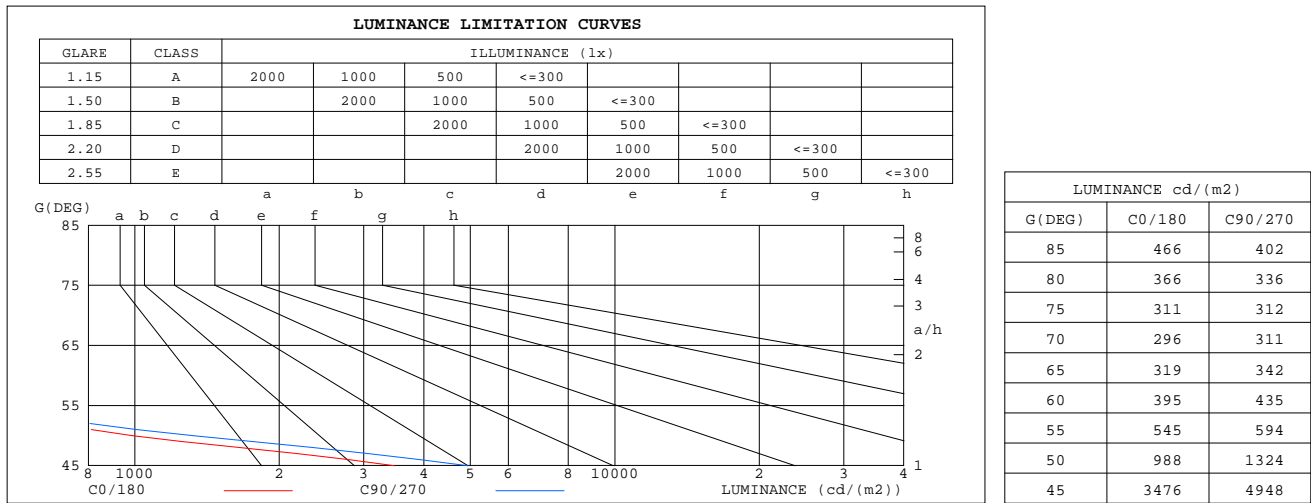 LUMINANCE LIMITATION CURVES
GLARE CLASS ILLUMINANCE (lx)
1.15 A 2000 1000 500 <=300
1.50 B 2000 1000 500 <=300
1.85 C 2000 1000 500 <=300
2.20 D 2000 1000 500 <=300
2.55 E 2000 1000 500 <=300
a b c d e f g h
G(DEG)
a b c d e f g h
85
75
65
55
45
8
6
4
3
a/h
2
1
8 1000 2 3 4 5 6 8 10000 2 3 4
C0/180 C90/270 LUMINANCE (cd/(m2))
LUMINANCE cd/(m2)
G(DEG) C0/180 C90/270
85 466 402
80 366 336
75 311 312
70 296 311
65 319 342
60 395 435
55 545 594
50 988 1324
45 3476 4948